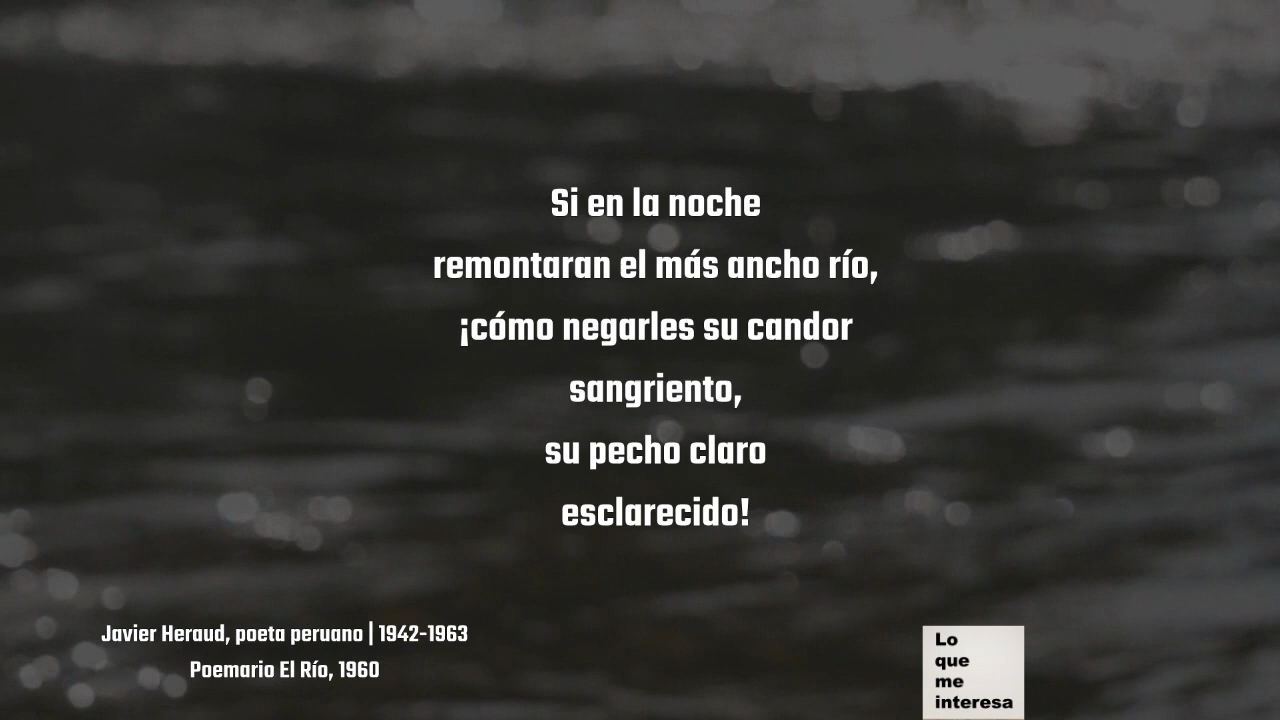 Si en la noche
remontaran el más ancho río,
¡cómo negarles su candor
sangriento,
su pecho claro
esclarecido!
Javier Heraud, poeta peruano | 1942-1963
Poemario El Río, 1960
Lo
que
me
interesa